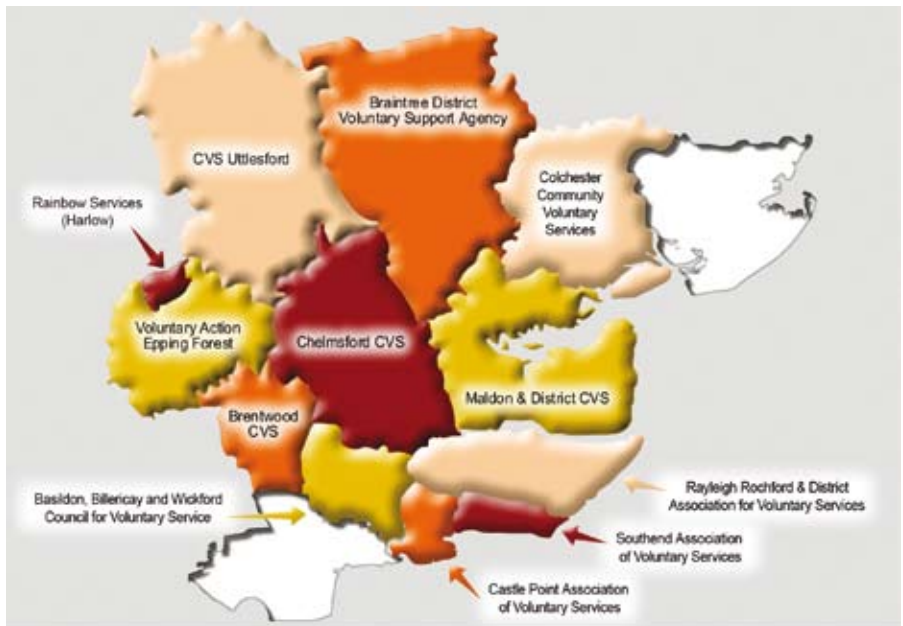 Braintree District
Voluntary Support Agency
CVS Uttlesford
Colchester
Community
Voluntary
Services
Rainbow Services
(Harlow)
Voluntary Action
Epping Forest
Chelmsford CVS
Maldon & District CVS
Brentwood
CVS
Basildon, Billericay and Wickford
Council for Voluntary Service
Rayleigh Rochford & District
Association for Voluntary Services
Southend Association
of Voluntary Services
Castle Point Association
of Voluntary Services